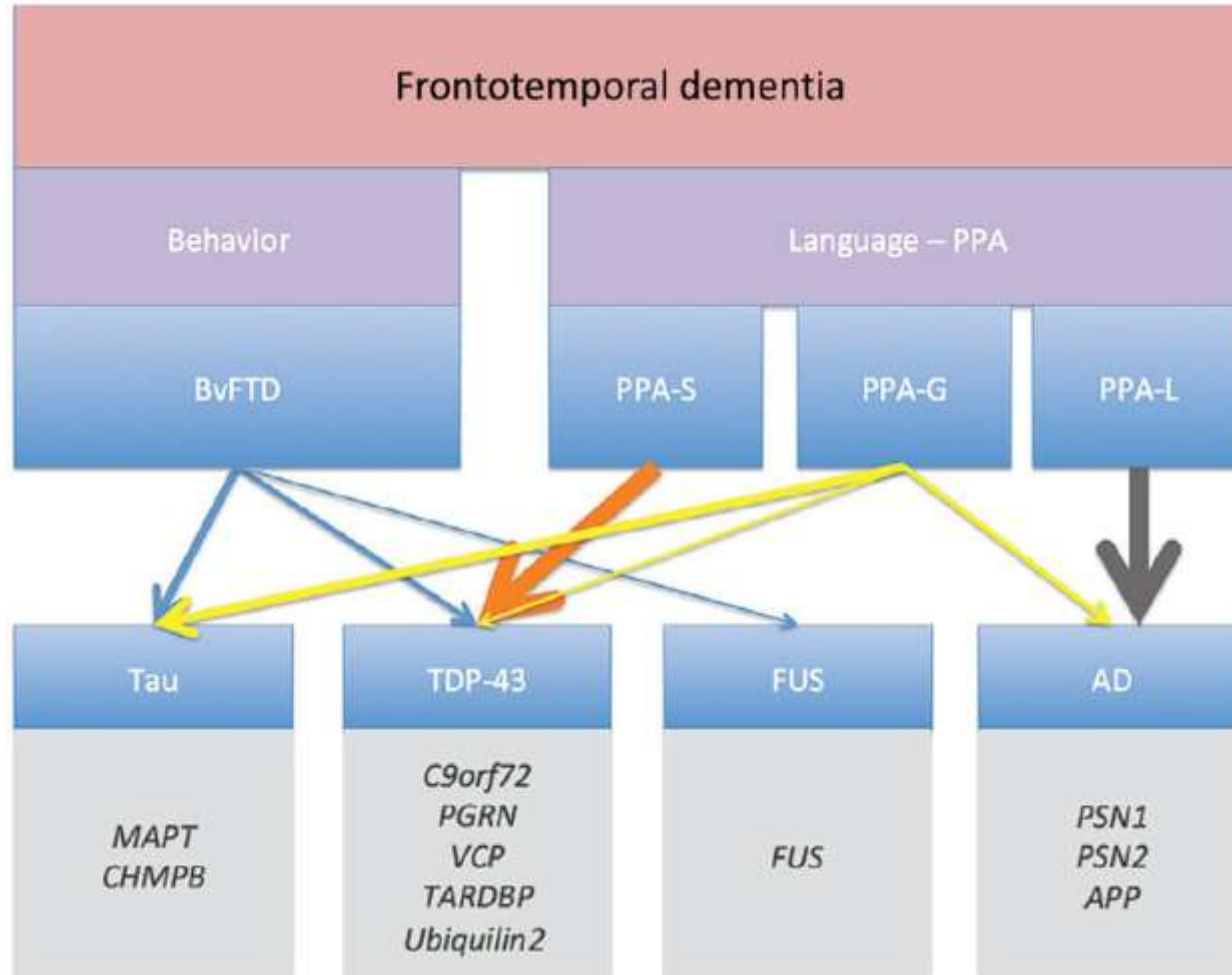 Frontotemporal dementia
Behavior
Language – PPA
BvFTD
PPA-S
PPA-G
PPA-L
Tau
TDP-43
FUS
AD
MAPT
CHMPB
C9orf72
PGRN
VCP
TARDBP
Ubiquilin2
FUS
PSN1
PSN2
APP